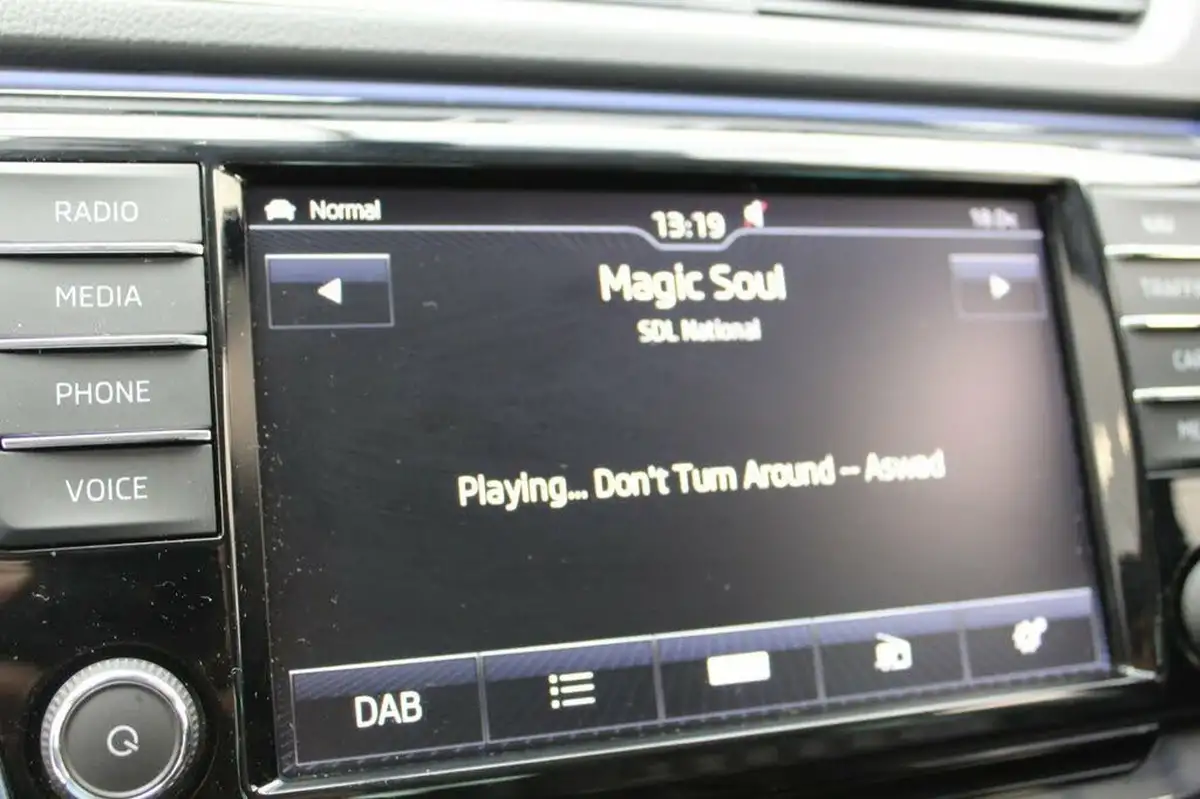 RADIO
MEDIA
PHONE
VOICE
Normal
13:19
Magic Soul
SDL National
Playing... Don't Turn Around -- Aswad
DAB